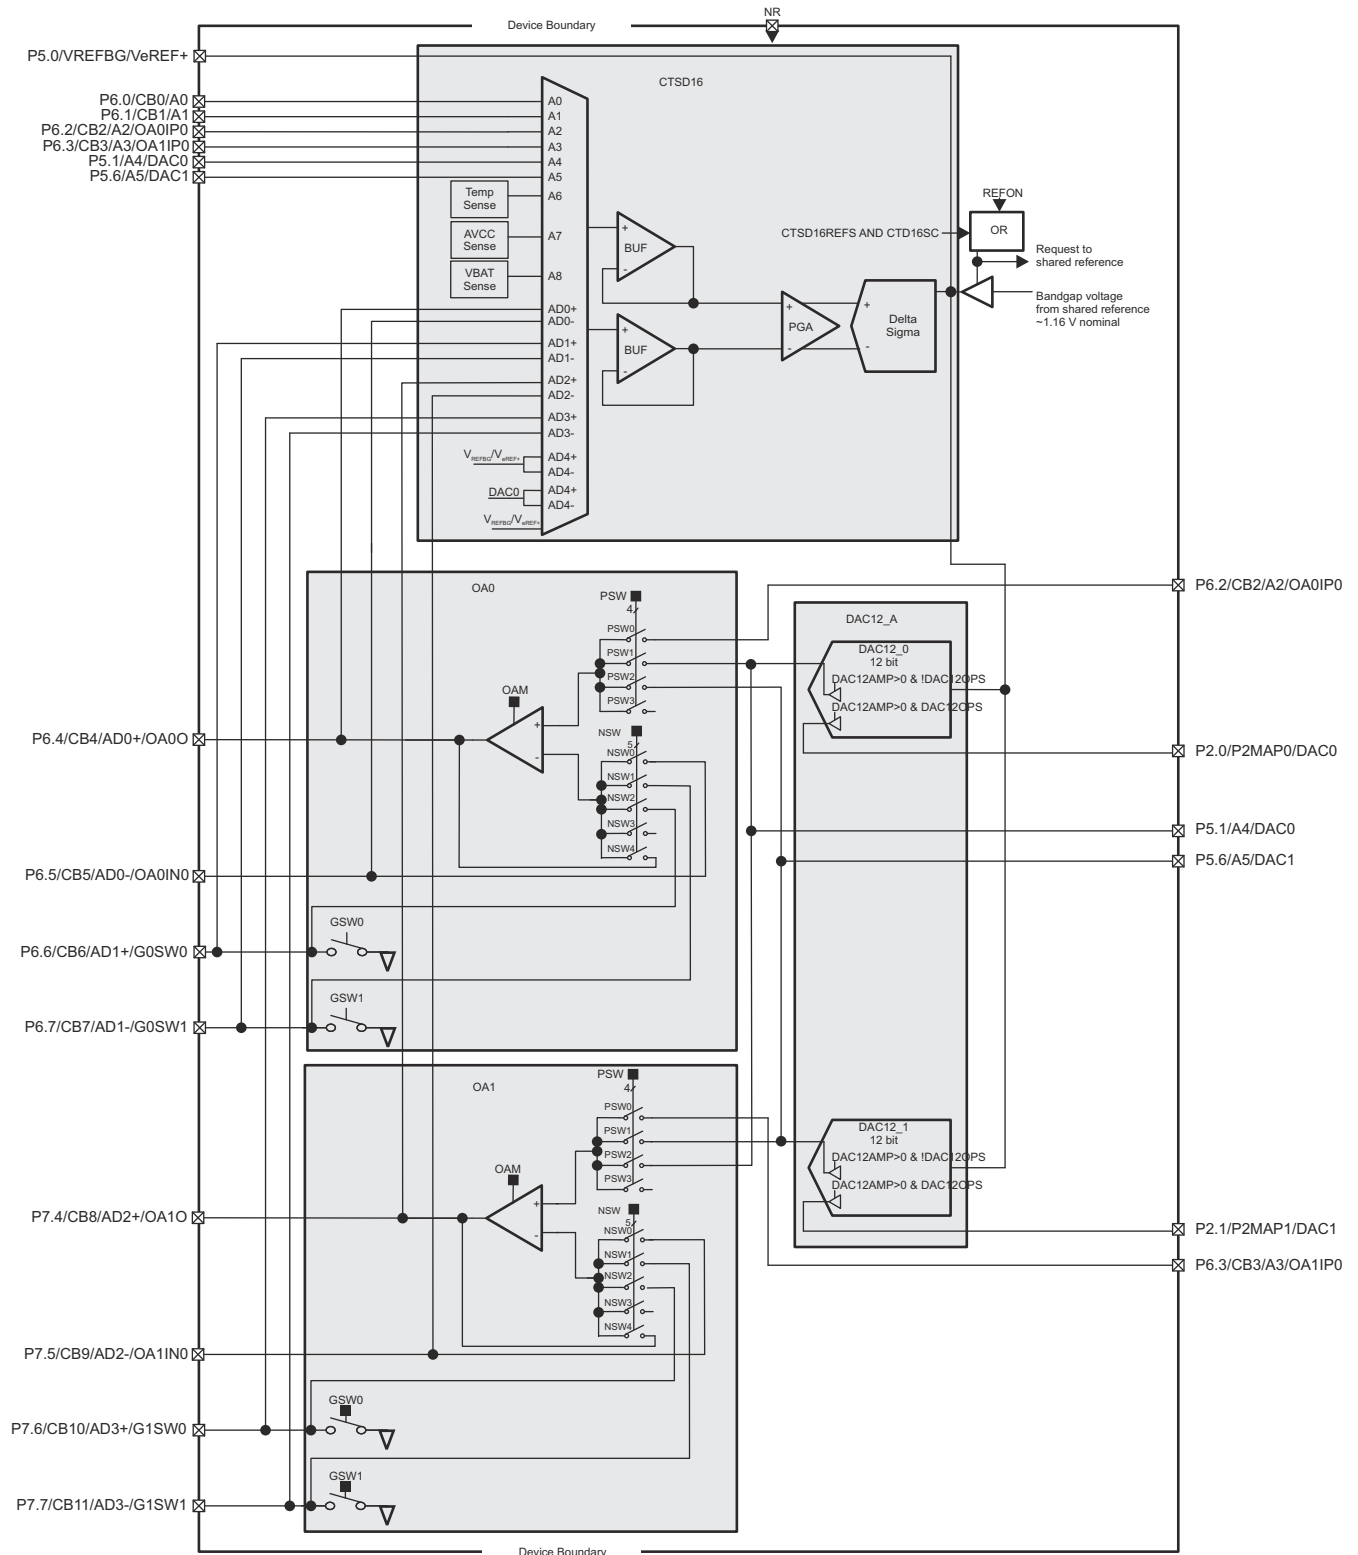 NR
Device Boundary
P5.0/VREFBG/VeREF+
CTSD16
P6.0/CB0/A0
A0
P6.1/CB1/A1
A1
P6.2/CB2/A2/OA0IP0
A2
P6.3/CB3/A3/OA1IP0
A3
P5.1/A4/DAC0
A4
P5.6/A5/DAC1
A5
Temp
Sense
A6
AVCC
Sense
A7
VBAT
Sense
A8
REFON
OR
CTSD16REFS AND CTD16SC
Request to
shared reference
Bandgap voltage
from shared reference
~1.16 V nominal
+
BUF
-
+
BUF
-
+
PGA
-
+
Delta
Sigma
-
AD0+
AD0-
AD1+
AD1-
AD2+
AD2-
AD3+
AD3-
VREFBG/VeREF+
AD4+
AD4-
DAC0
AD4+
AD4-
VREFBG/VeREF+
OA0
PSW
4
PSW0
PSW1
PSW2
PSW3
OAM
+
-
NSW
5
NSW0
NSW1
NSW2
NSW3
NSW4
GSW0
GSW1
P6.4/CB4/AD0+/OA0O
P6.5/CB5/AD0-/OA0IN0
P6.6/CB6/AD1+/G0SW0
P6.7/CB7/AD1-/G0SW1
P6.2/CB2/A2/OA0IP0
DAC12_A
DAC12_0
12 bit
DAC12AMP>0 & !DAC12OPS
DAC12AMP>0 & DAC12OPS
P2.0/P2MAP0/DAC0
P5.1/A4/DAC0
P5.6/A5/DAC1
OA1
PSW
4
PSW0
PSW1
PSW2
PSW3
OAM
+
-
NSW
5
NSW0
NSW1
NSW2
NSW3
NSW4
GSW0
GSW1
DAC12_1
12 bit
DAC12AMP>0 & !DAC12OPS
DAC12AMP>0 & DAC12OPS
P7.4/CB8/AD2+/OA1O
P2.1/P2MAP1/DAC1
P6.3/CB3/A3/OA1IP0
P7.5/CB9/AD2-/OA1IN0
P7.6/CB10/AD3+/G1SW0
P7.7/CB11/AD3-/G1SW1
Device Boundary